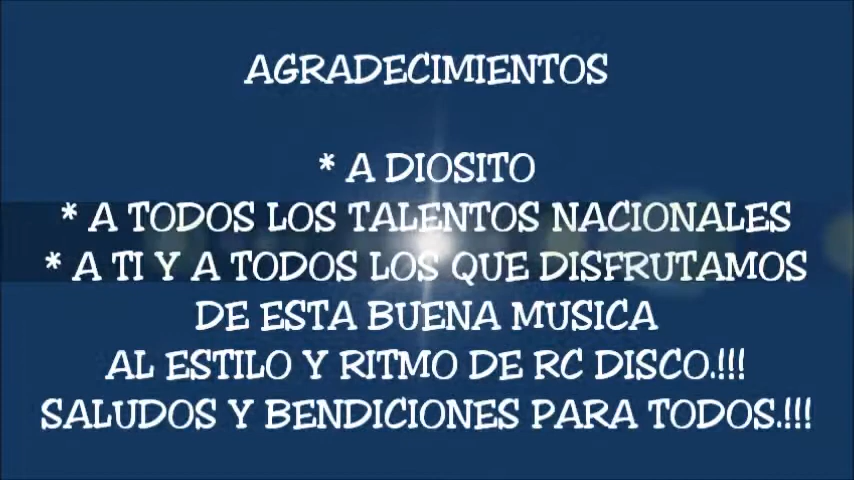 AGRADECIMIENTOS
* A DIOSITO
* A TODOS LOS TALENTOS NACIONALES
* A TI Y A TODOS LOS QUE DISFRUTAMOS
DE ESTA BUENA MUSICA
AL ESTILO Y RITMO DE RC DISCO.!!!
SALUDOS Y BENDICIONES PARA TODOS.!!!